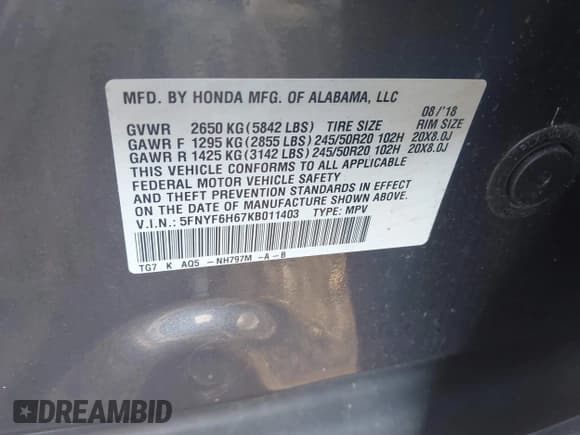 MFD. BY HONDA MFG. OF ALABAMA, LLC
08/'18
GVWR 2650 KG (5842 LBS) TIRE SIZE RIM SIZE
GAWR F 1295 KG (2855 LBS) 245/50R20 102H 20X8.0J
GAWR R 1425 KG (3142 LBS) 245/50R20 102H 20X8.0J
THIS VEHICLE CONFORMS TO ALL APPLICABLE
FEDERAL MOTOR VEHICLE SAFETY
AND THEFT PREVENTION STANDARDS IN EFFECT
ON THE DATE OF MANUFACTURE SHOWN ABOVE.
V.I.N.: 5FNYF6H67KB011403 TYPE: MPV
TG7 K AQ5 -NH797M -A-B
DREAMBID